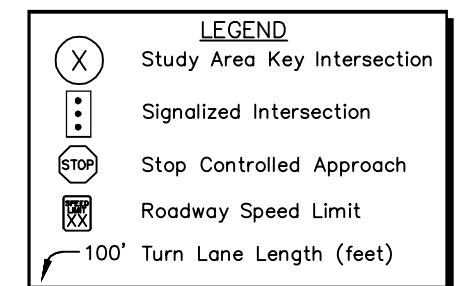 LEGEND
X Study Area Key Intersection
Signalized Intersection
STOP Stop Controlled Approach
SPEED
LIMIT
XX Roadway Speed Limit
100' Turn Lane Length (feet)